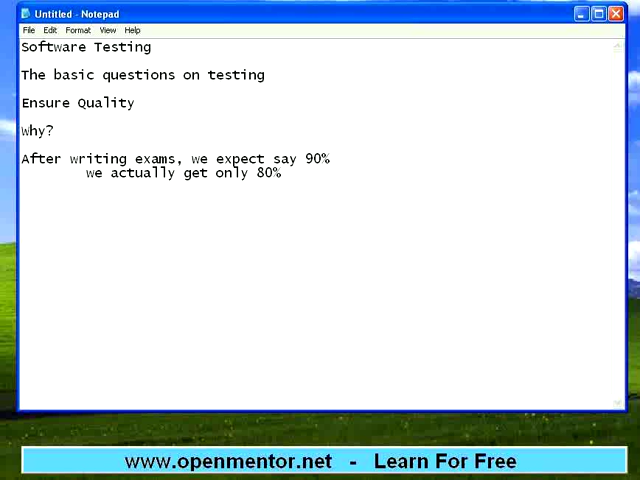 Untitled - Notepad
File Edit Format View Help
Software Testing
The basic questions on testing
Ensure Quality
Why?
After writing exams, we expect say 90%
we actually get only 80%
www.openmentor.net - Learn For Free